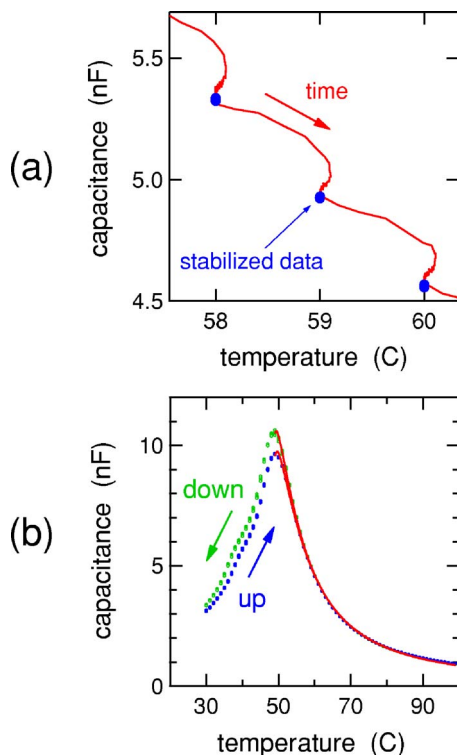 (a)
capacitance (nF)
5.5
5.0
4.5
time
stabilized data
58 59 60
temperature (C)
(b)
capacitance (nF)
10
5
0
down
up
30 50 70 90
temperature (C)